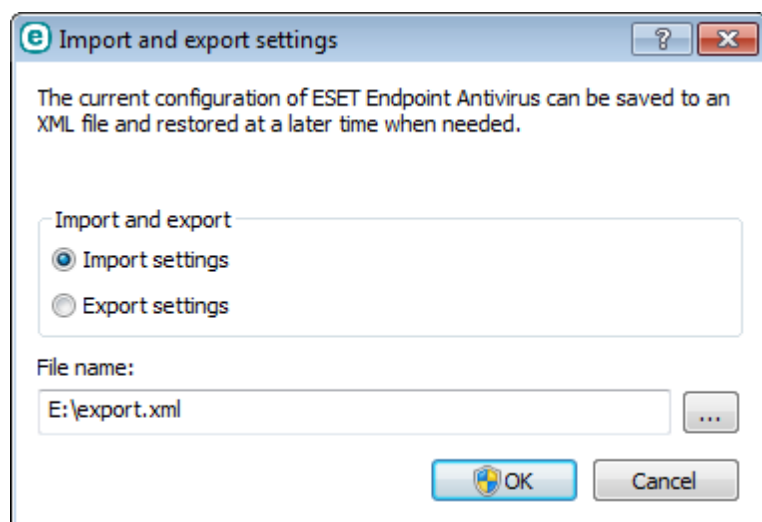 e Import and export settings ?
The current configuration of ESET Endpoint Antivirus can be saved to an
XML file and restored at a later time when needed.
Import and export
Import settings
Export settings
File name:
E:\export.xml
...
OK Cancel